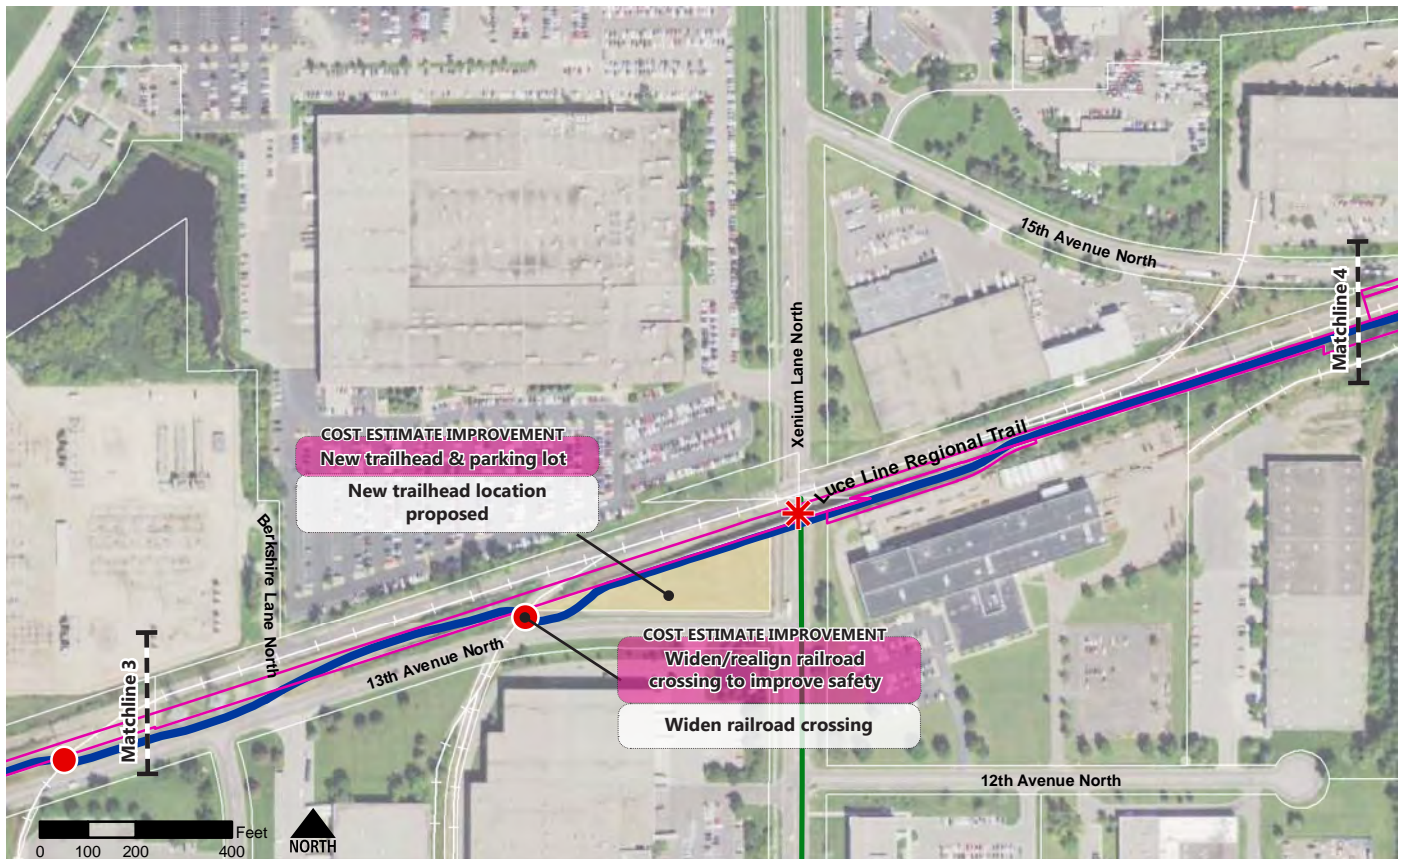 15th Avenue North
Matchline 4
Xenium Lane North
Luce Line Regional Trail
COST ESTIMATE IMPROVEMENT
New trailhead & parking lot
New trailhead location
proposed
Berkshire Lane North
13th Avenue North
COST ESTIMATE IMPROVEMENT
Widen/realign railroad
crossing to improve safety
Widen railroad crossing
Matchline 3
12th Avenue North
Feet
0 100 200 400
NORTH